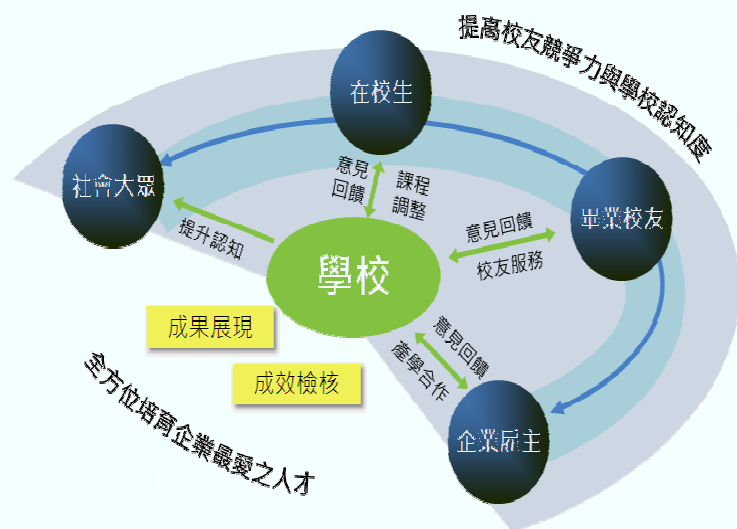 提高校友競爭力與學校認知度
在校生
社會大眾
意見
回饋
課程
調整
畢業校友
意見回饋
校友服務
提升認知
學校
成果展現
意見回饋
產學合作
成效檢核
企業雇主
全方位培育企業最愛之人才